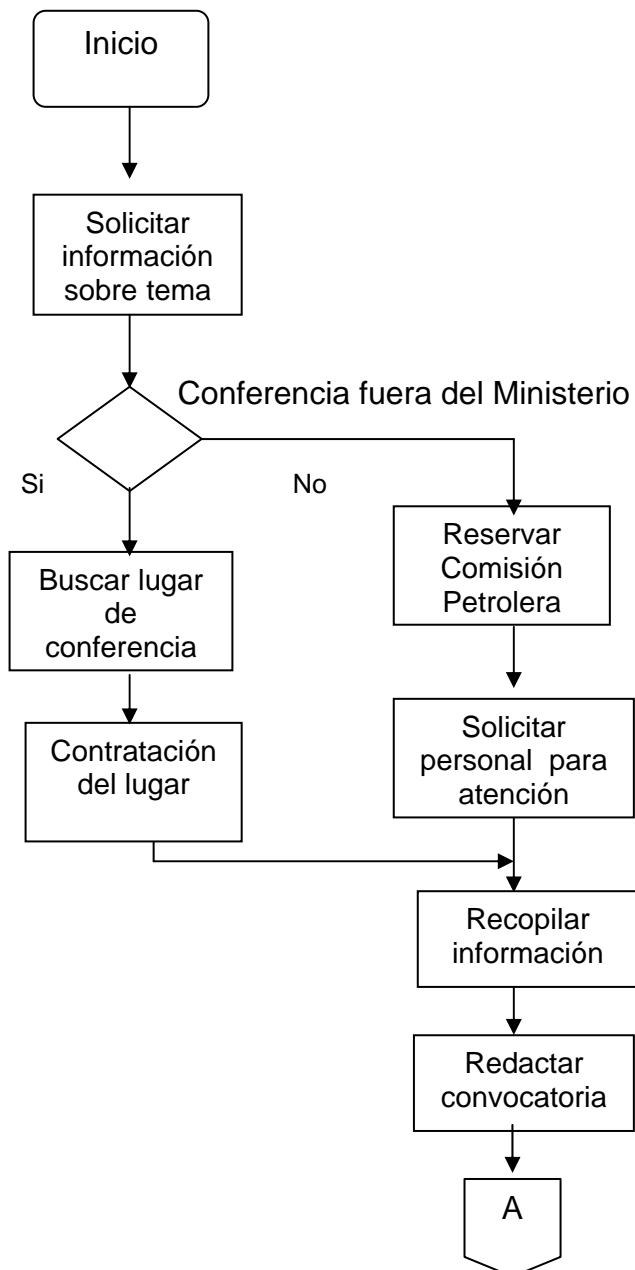 Inicio
Solicitar
información
sobre tema
Conferencia fuera del Ministerio
Si
No
Buscar lugar
de
conferencia
Reservar
Comisión
Petrolera
Contratación
del lugar
Solicitar
personal para
atención
Recopilar
información
Redactar
convocatoria
A